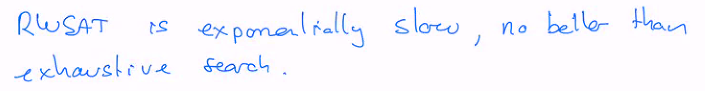 RWSAT is exponentially slow, no better than
exhaustive search.